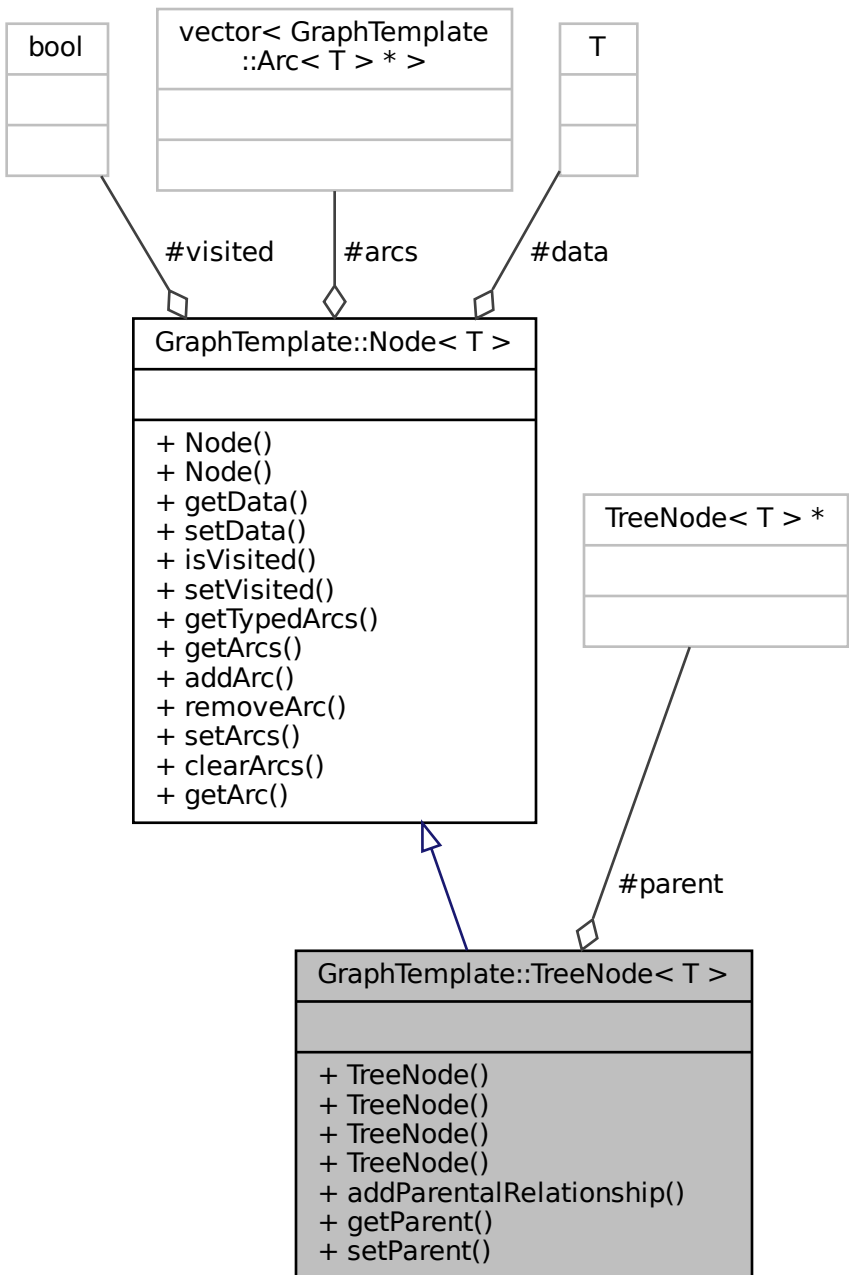 bool
vector< GraphTemplate
::Arc< T > * >
T
#visited
#arcs
#data
GraphTemplate::Node< T >
+ Node()
+ Node()
+ getData()
+ setData()
+ isVisited()
+ setVisited()
+ getTypedArcs()
+ getArcs()
+ addArc()
+ removeArc()
+ setArcs()
+ clearArcs()
+ getArc()
TreeNode< T > *
#parent
GraphTemplate::TreeNode< T >
+ TreeNode()
+ TreeNode()
+ TreeNode()
+ TreeNode()
+ addParentalRelationship()
+ getParent()
+ setParent()